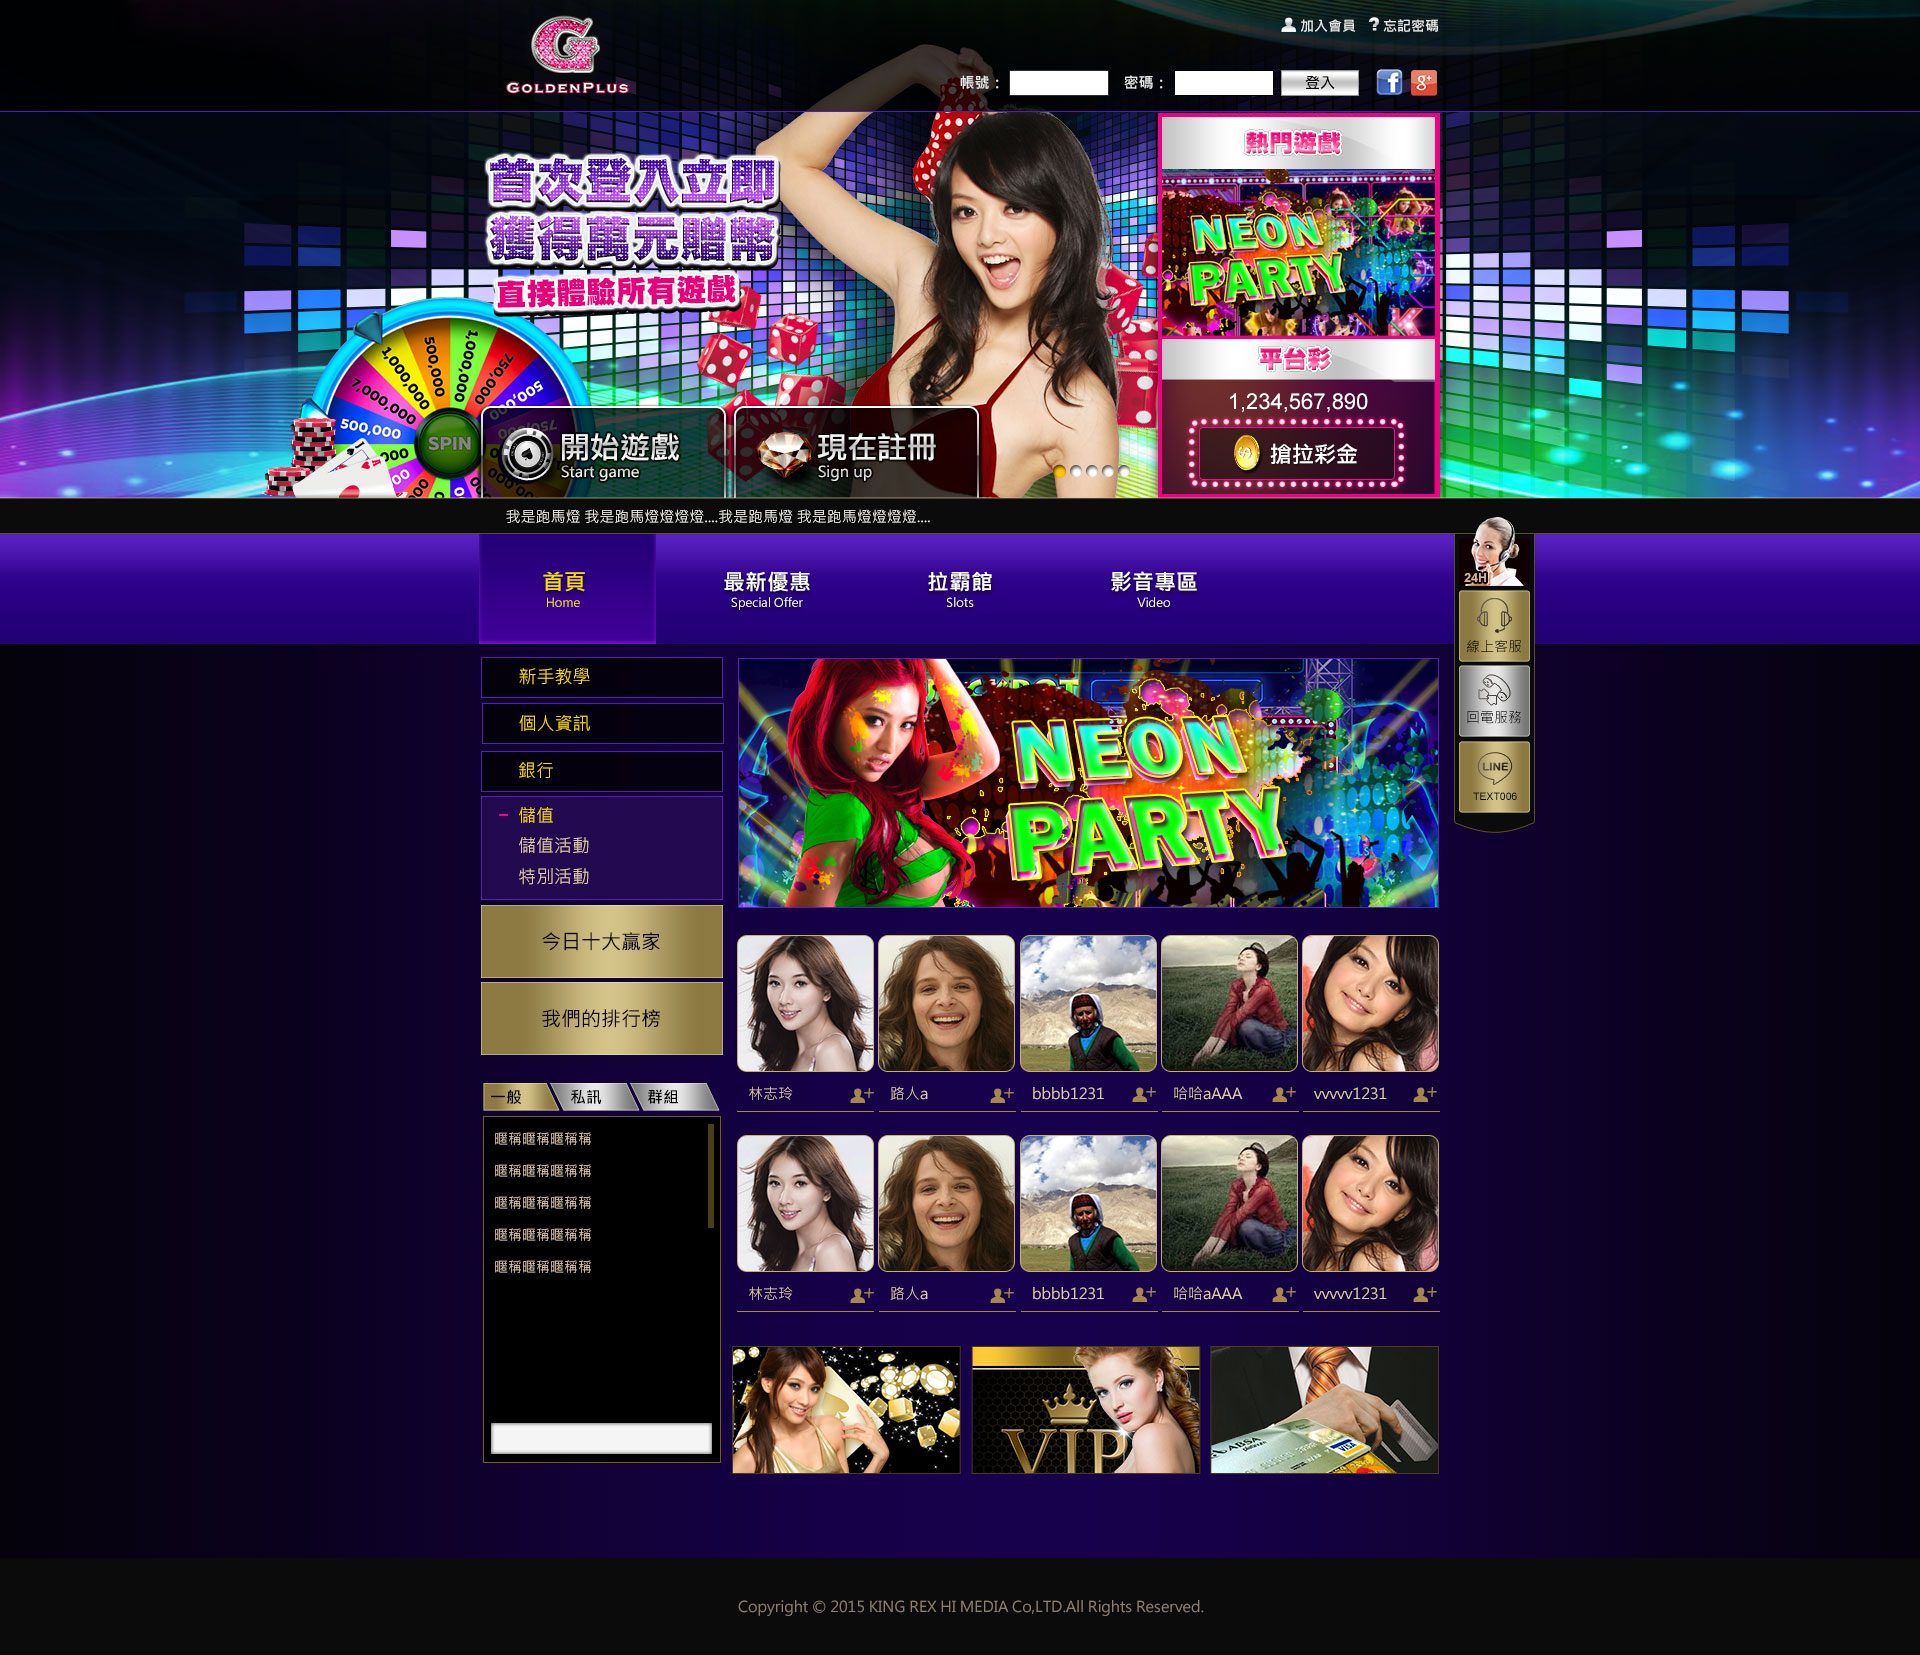 G
GOLDENPLUS
加入會員
? 忘記密碼
帳號：
密碼：
登入
f
g+
首次登入立即
獲得萬元贈幣
直接體驗所有遊戲
7,000,000
1,000,000
500,000
1,000,000
750,000
500,000
750,000
500,000
SPIN
開始遊戲
Start game
現在註冊
Sign up
熱門遊戲
NEON
PARTY
平台彩
1,234,567,890
搶拉彩金
我是跑馬燈 我是跑馬燈燈燈燈....我是跑馬燈 我是跑馬燈燈燈燈....
首頁
Home
最新優惠
Special Offer
拉霸館
Slots
影音專區
Video
24H
線上客服
回電服務
LINE
TEXT006
新手教學
個人資訊
銀行
儲值
儲值活動
特別活動
今日十大贏家
我們的排行榜
NEON
PARTY
林志玲
路人a
bbbb1231
哈哈aAAA
vvvvv1231
一般
私訊
群組
暱稱暱稱暱稱稱
暱稱暱稱暱稱稱
暱稱暱稱暱稱稱
暱稱暱稱暱稱稱
暱稱暱稱暱稱稱
林志玲
路人a
bbbb1231
哈哈aAAA
vvvvv1231
VIP
ABSA
platinum
VISA
Copyright © 2015 KING REX HI MEDIA Co,LTD.All Rights Reserved.